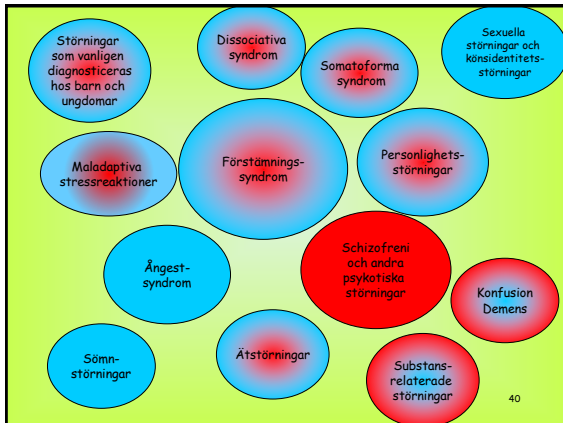 Störningar
som vanligen
diagnosticeras
hos barn och
ungdomar
Dissociativa
syndrom
Somatoforma
syndrom
Sexuella
störningar och
könsidentitets-
störningar
Maladaptiva
stressreaktioner
Förstämnings-
syndrom
Personlighets-
störningar
Ångest-
syndrom
Schizofreni
och andra
psykotiska
störningar
Konfusion
Demens
Sömn-
störningar
Ätstörningar
Substans-
relaterade
störningar
40